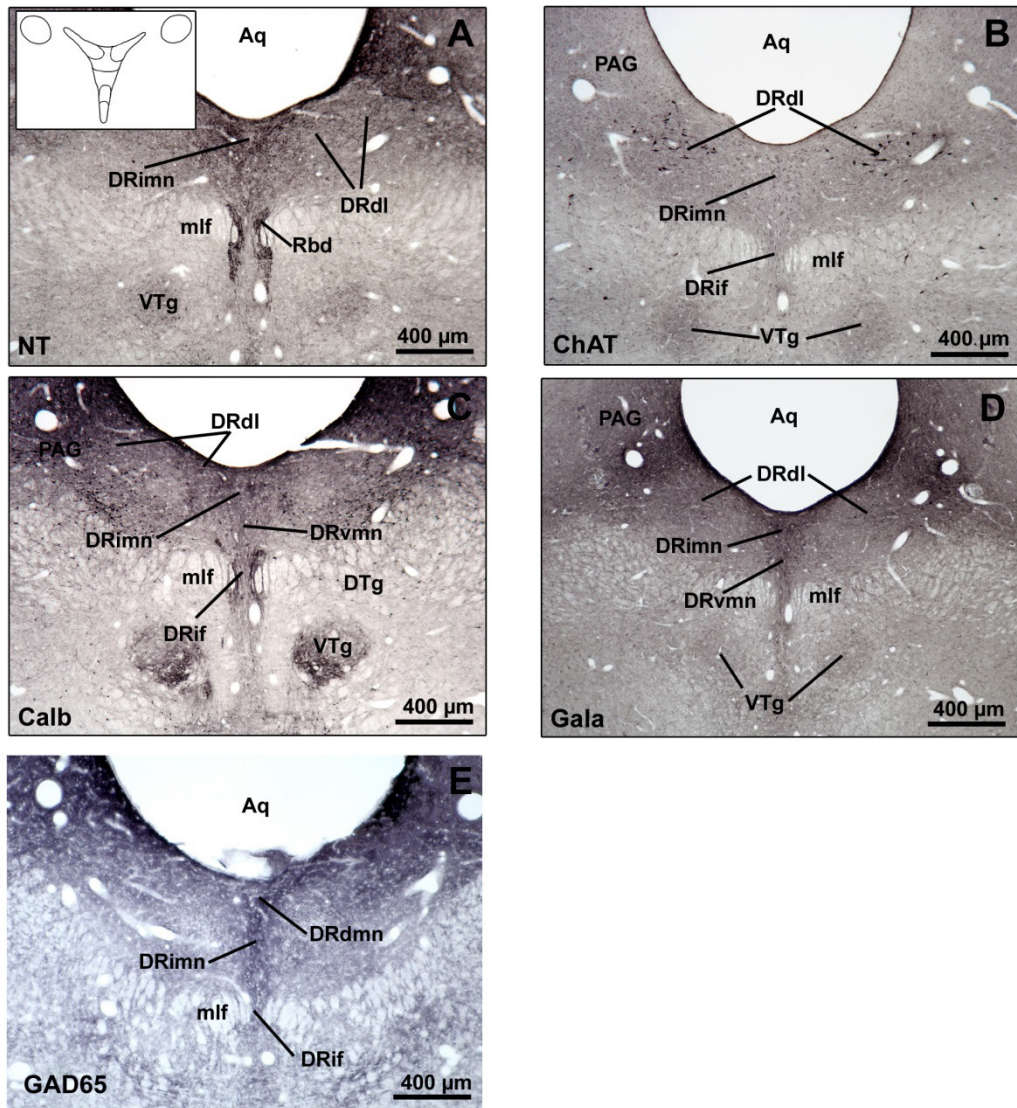 Aq
A
DRimn
DRdl
mlf
Rbd
VTg
NT
400 µm
Aq
B
PAG
DRdl
DRimn
mlf
DRif
VTg
ChAT
400 µm
C
DRdl
PAG
DRimn
DRvmn
mlf
DTg
DRif
VTg
Calb
400 µm
D
PAG
Aq
DRdl
DRimn
mlf
DRvmn
VTg
Gala
400 µm
E
Aq
DRdmn
DRimn
mlf
DRif
GAD65
400 µm